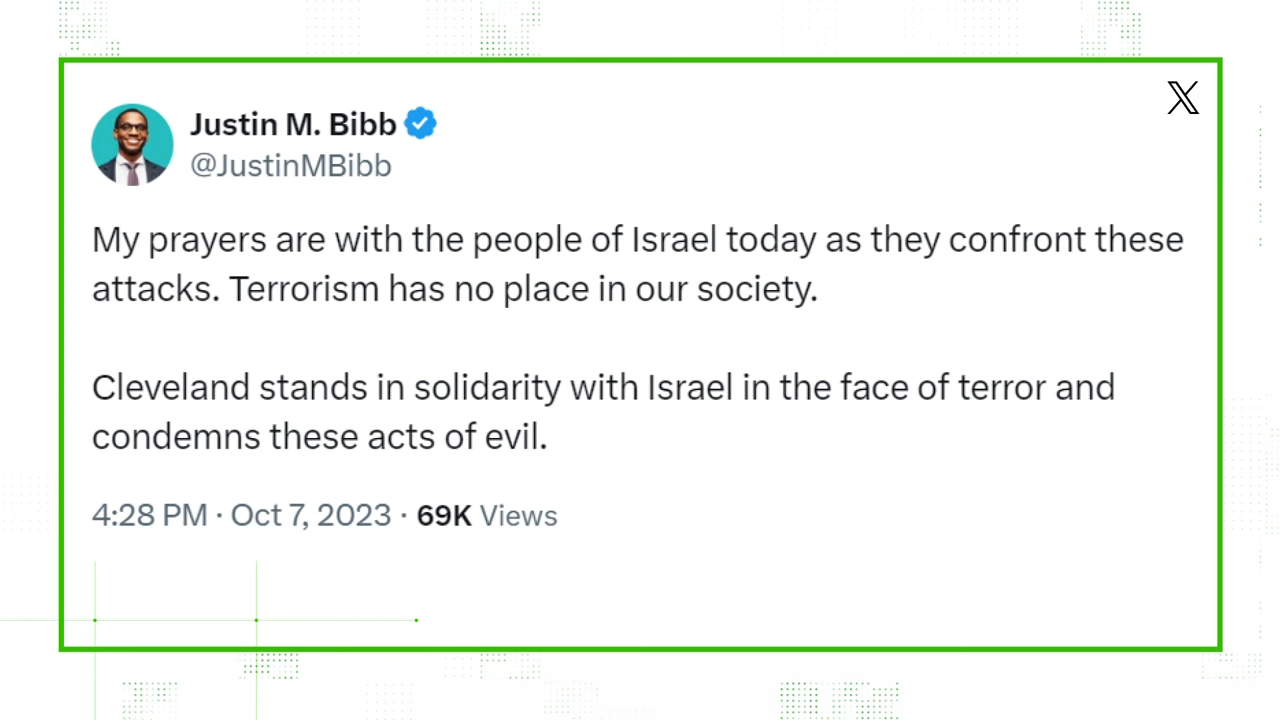 Justin M. Bibb
@JustinMBibb
My prayers are with the people of Israel today as they confront these
attacks. Terrorism has no place in our society.
Cleveland stands in solidarity with Israel in the face of terror and
condemns these acts of evil.
4:28 PM · Oct 7, 2023 · 69K Views